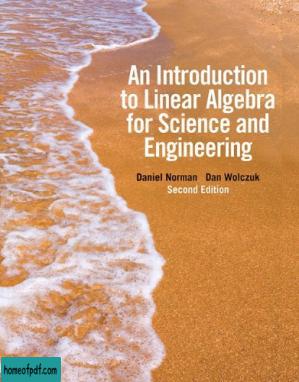 An Introduction
to Linear Algebra
for Science and
Engineering
Daniel Norman Dan Wolczuk
Second Edition
homeofpdf.com